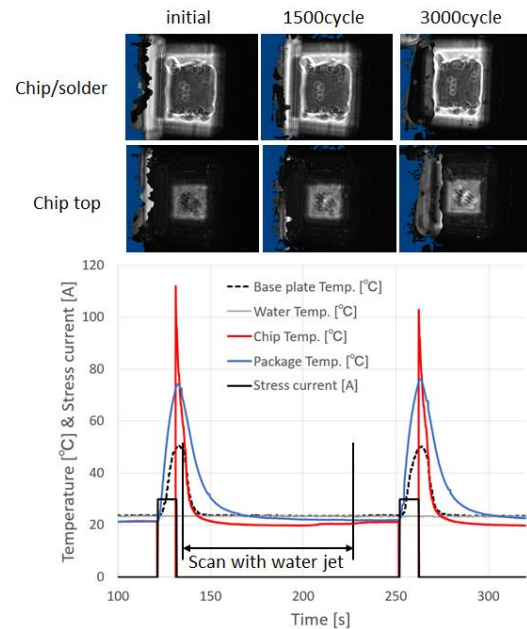 initial 1500cycle 3000cycle
Chip/solder
Chip top
120
100
80
60
40
20
0
Temperature [℃] & Stress current [A]
Base plate Temp. [℃]
Water Temp. [℃]
Chip Temp. [℃]
Package Temp. [℃]
Stress current [A]
Scan with water jet
100 150 200 250 300
Time [s]